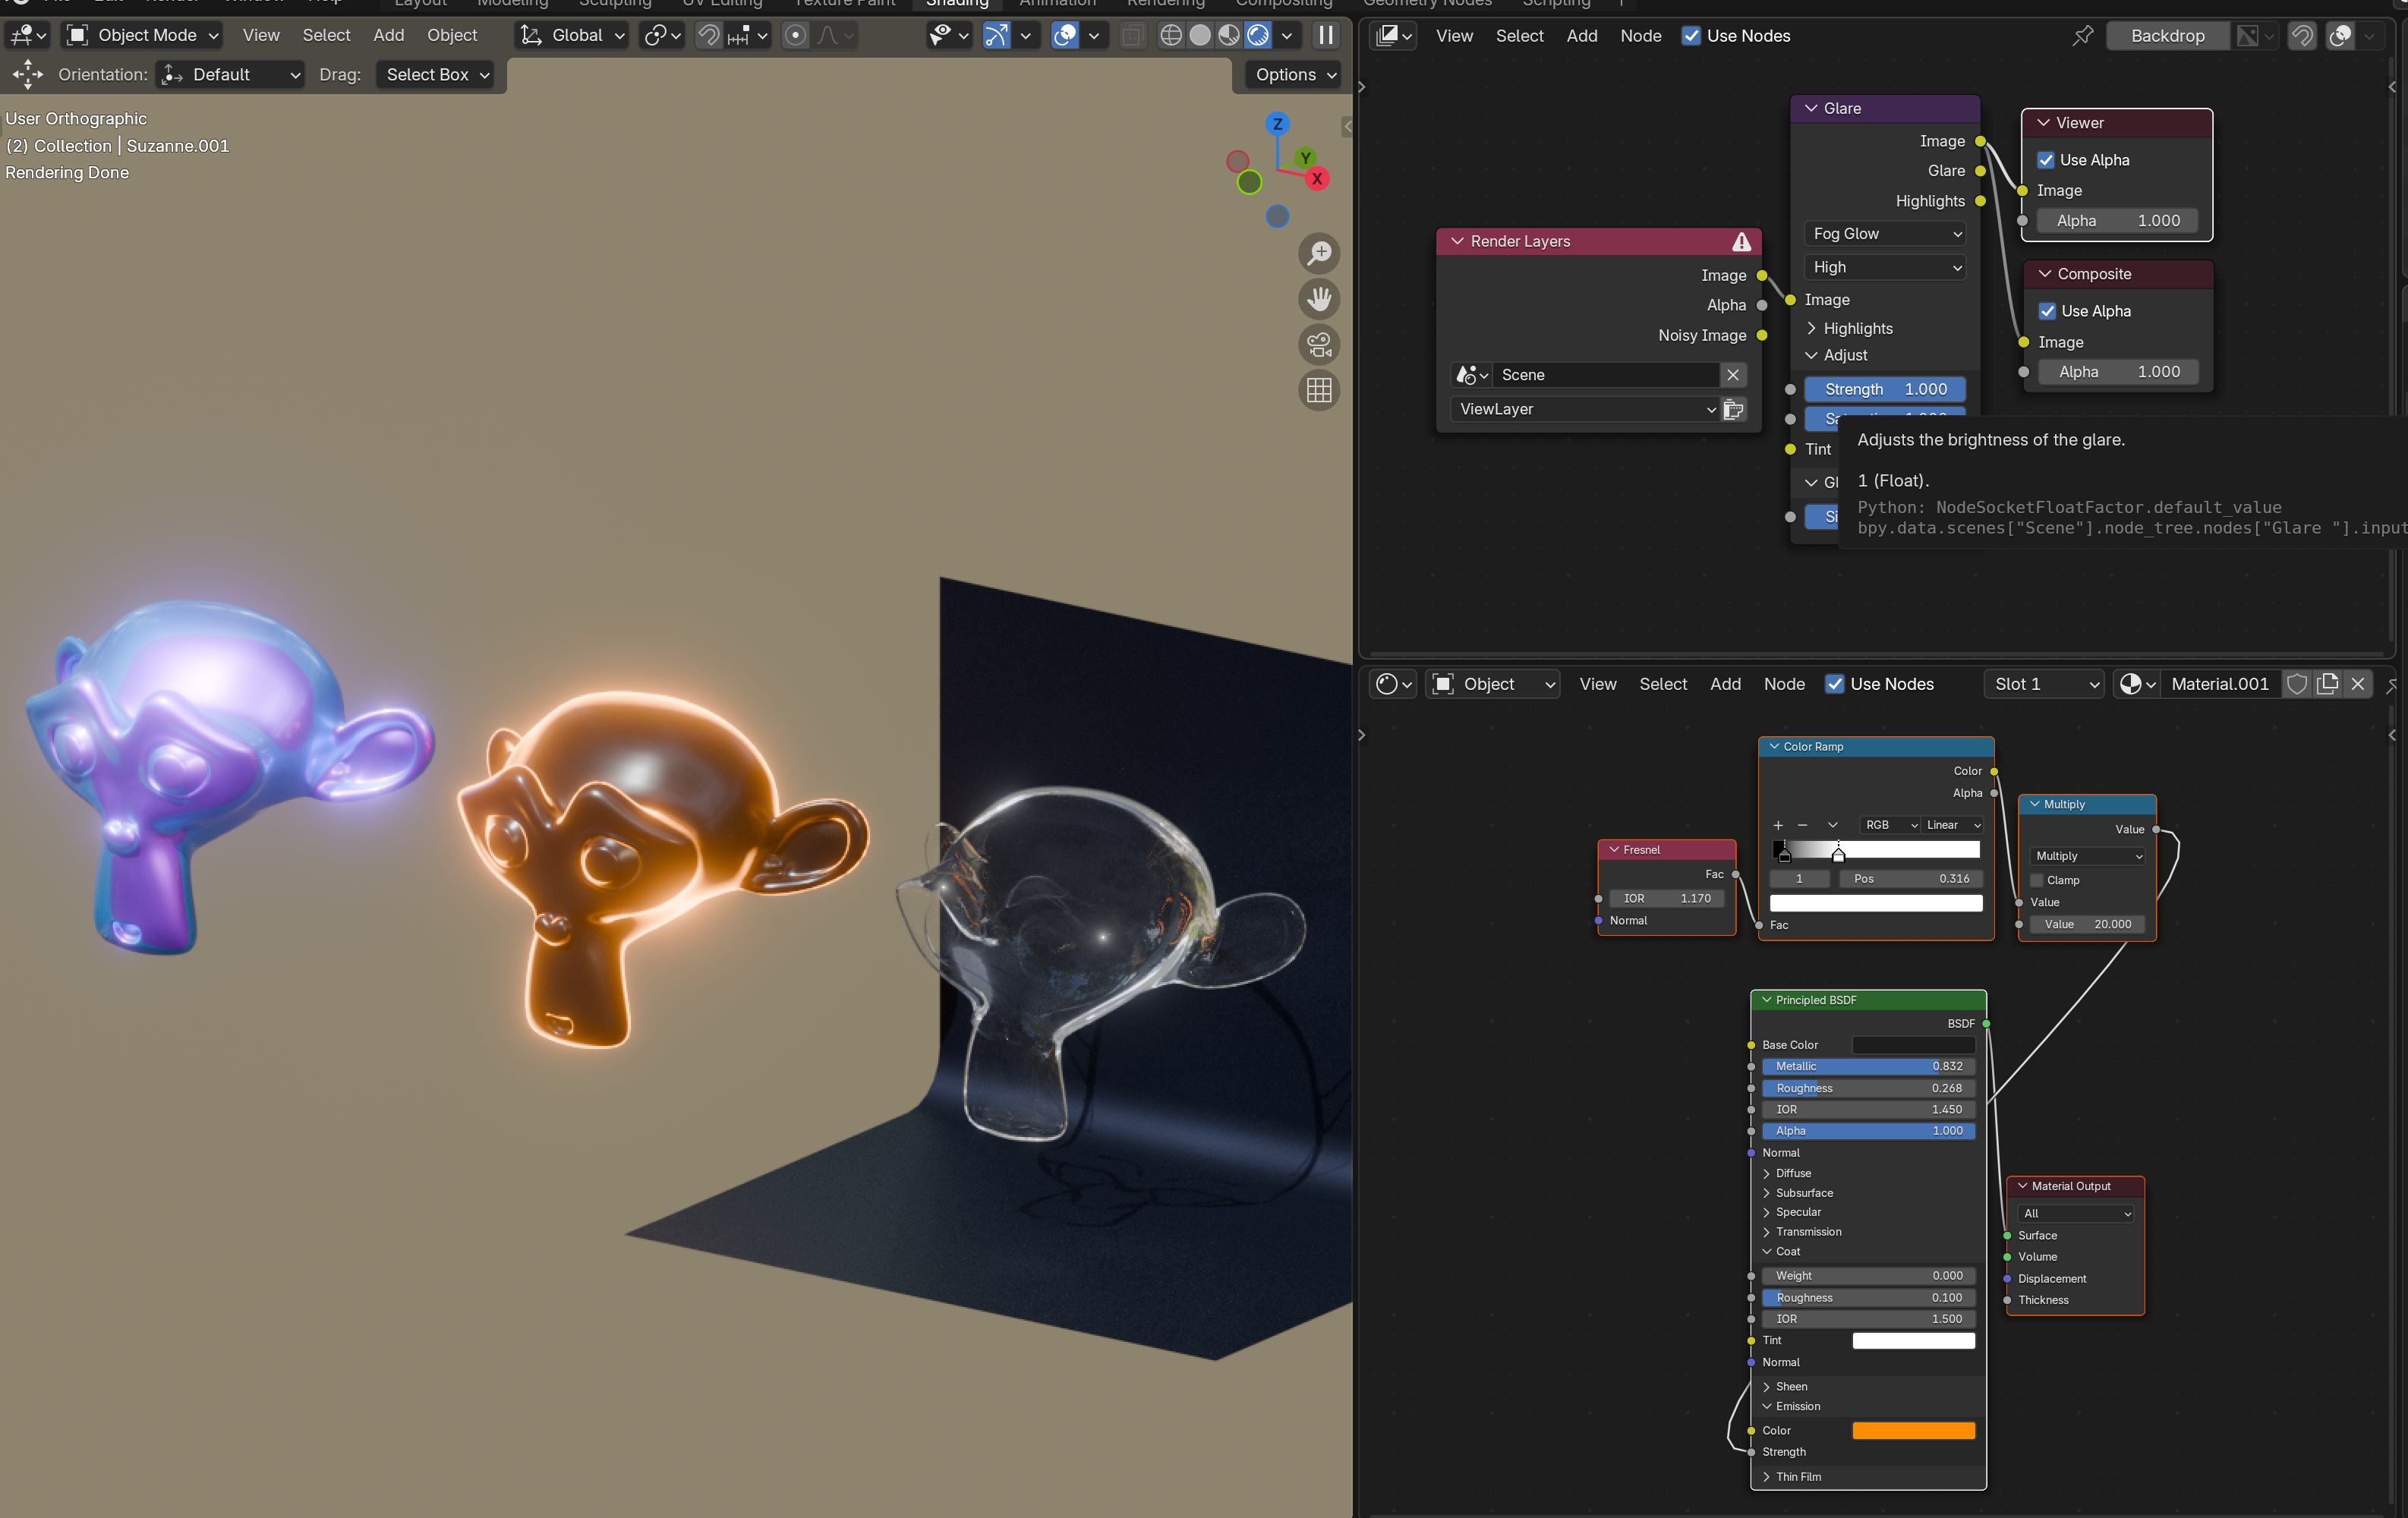 Layout Modeling Sculpting UV Editing Texture Paint Shading Animation Rendering Compositing Geometry Nodes Scripting
Object Mode View Select Add Object Global
Orientation: Default Drag: Select Box Options
User Orthographic
(2) Collection | Suzanne.001
Rendering Done
Z
Y
X
View Select Add Node Use Nodes Backdrop
Render Layers
Image
Alpha
Noisy Image
Scene
ViewLayer
Glare
Image
Glare
Highlights
Fog Glow
High
Image
Highlights
Adjust
Strength 1.000
Tint
Viewer
Use Alpha
Image
Alpha 1.000
Composite
Use Alpha
Image
Alpha 1.000
Adjusts the brightness of the glare.
1 (Float).
Python: NodeSocketFloatFactor.default_value
bpy.data.scenes["Scene"].node_tree.nodes["Glare "].input
Object View Select Add Node Use Nodes Slot 1 Material.001
Fresnel
Fac
IOR 1.170
Normal
Color Ramp
Color
Alpha
RGB Linear
1 Pos 0.316
Fac
Multiply
Value
Multiply
Clamp
Value
Value 20.000
Principled BSDF
BSDF
Base Color
Metallic 0.832
Roughness 0.268
IOR 1.450
Alpha 1.000
Normal
Diffuse
Subsurface
Specular
Transmission
Coat
Weight 0.000
Roughness 0.100
IOR 1.500
Tint
Normal
Sheen
Emission
Color
Strength
Thin Film
Material Output
All
Surface
Volume
Displacement
Thickness